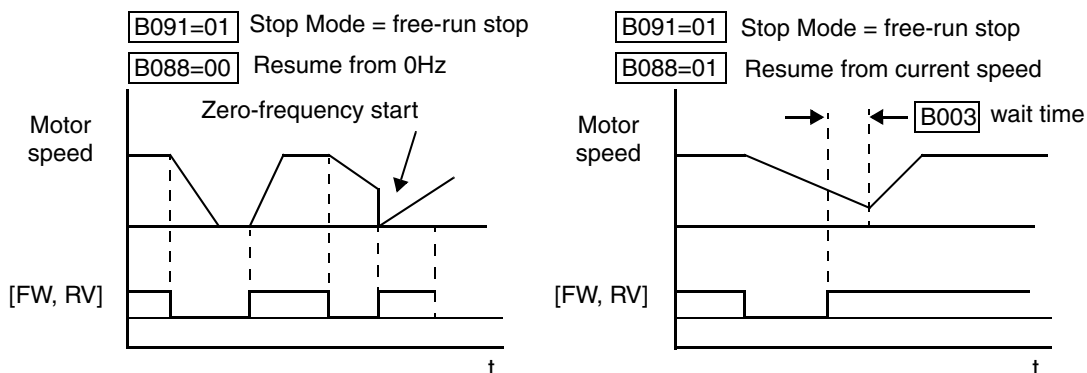 B091=01 Stop Mode = free-run stop
B088=00 Resume from 0Hz
Zero-frequency start
Motor
speed
[FW, RV]
t
B091=01 Stop Mode = free-run stop
B088=01 Resume from current speed
B003 wait time
Motor
speed
[FW, RV]
t